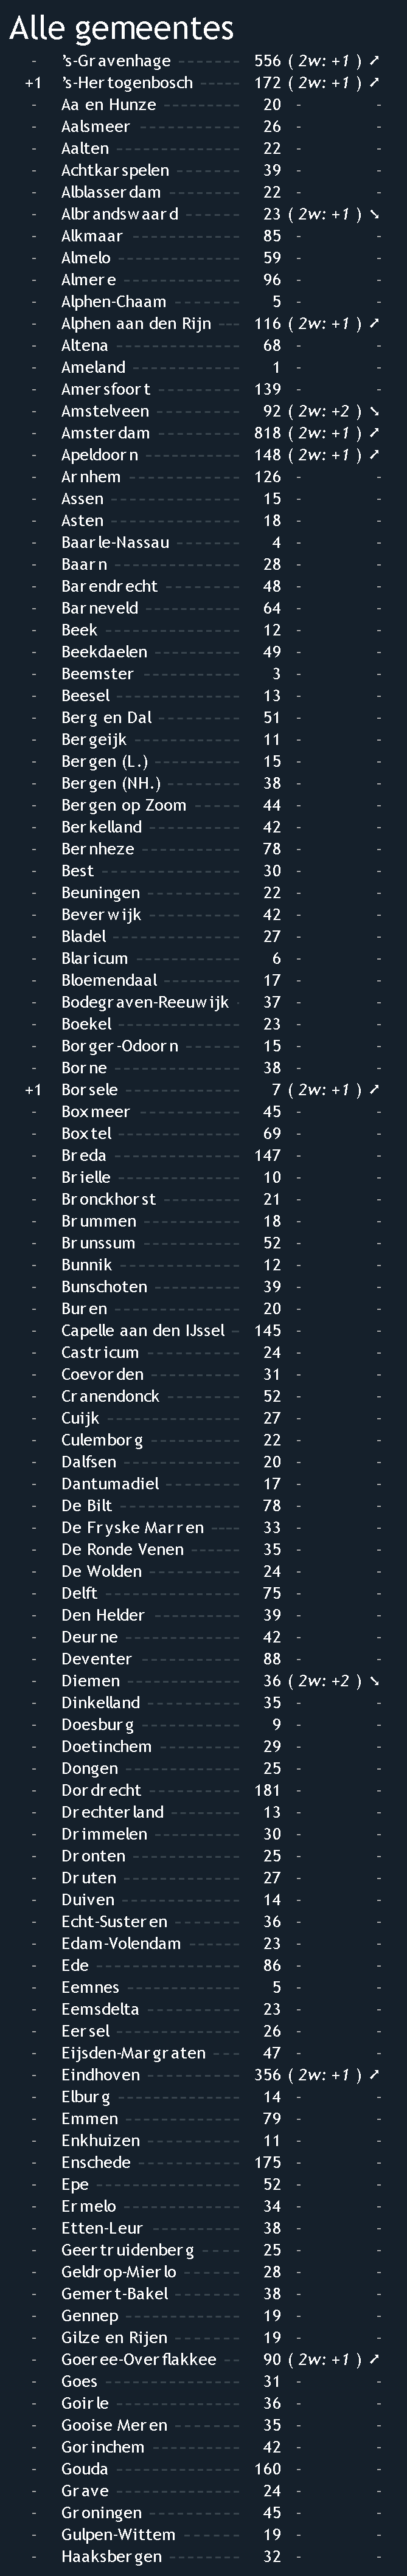 Alle gemeentes
- 's-Gravenhage ----- 556 ( 2w: +1 ) ➚
+1 's-Hertogenbosch ----- 172 ( 2w: +1 ) ➚
- Aa en Hunze -------- 20 - -
- Aalsmeer ---------- 26 - -
- Aalten ------------ 22 - -
- Achtkarspelen ------ 39 - -
- Alblasserdam ------- 22 - -
- Albrandswaard ------ 23 ( 2w: +1 ) ➘
- Alkmaar ----------- 85 - -
- Almelo ------------ 59 - -
- Almere ------------ 96 - -
- Alphen-Chaam ------- 5 - -
- Alphen aan den Rijn --- 116 ( 2w: +1 ) ➚
- Altena ------------ 68 - -
- Ameland ----------- 1 - -
- Amersfoort -------- 139 - -
- Amstelveen -------- 92 ( 2w: +2 ) ➘
- Amsterdam --------- 818 ( 2w: +1 ) ➚
- Apeldoorn --------- 148 ( 2w: +1 ) ➚
- Arnhem ----------- 126 - -
- Assen ------------ 15 - -
- Asten ------------ 18 - -
- Baarle-Nassau ------ 4 - -
- Baarn ------------ 28 - -
- Barendrecht ------- 48 - -
- Barneveld --------- 64 - -
- Beek ------------- 12 - -
- Beekdaelen -------- 49 - -
- Beemster ---------- 3 - -
- Beesel ------------ 13 - -
- Berg en Dal -------- 51 - -
- Bergeijk ---------- 11 - -
- Bergen (L.) -------- 15 - -
- Bergen (NH.) ------- 38 - -
- Bergen op Zoom ----- 44 - -
- Berkelland --------- 42 - -
- Bernheze ---------- 78 - -
- Best ------------- 30 - -
- Beuningen --------- 22 - -
- Beverwijk --------- 42 - -
- Bladel ------------ 27 - -
- Blaricum ---------- 6 - -
- Bloemendaal ------- 17 - -
- Bodegraven-Reeuwijk - 37 - -
- Boekel ------------ 23 - -
- Borger-Odoorn ------ 15 - -
- Borne ------------ 38 - -
+1 Borsele ----------- 7 ( 2w: +1 ) ➚
- Boxmeer ---------- 45 - -
- Boxtel ------------ 69 - -
- Breda ------------ 147 - -
- Brielle ----------- 10 - -
- Bronckhorst ------- 21 - -
- Brummen ---------- 18 - -
- Brunssum ---------- 52 - -
- Bunnik ----------- 12 - -
- Bunschoten -------- 39 - -
- Buren ------------ 20 - -
- Capelle aan den IJssel - 145 - -
- Castricum --------- 24 - -
- Coevorden --------- 31 - -
- Cranendonck ------- 52 - -
- Cuijk ------------ 27 - -
- Culemborg --------- 22 - -
- Dalfsen ----------- 20 - -
- Dantumadiel ------- 17 - -
- De Bilt ----------- 78 - -
- De Fryske Marren ---- 33 - -
- De Ronde Venen ------ 35 - -
- De Wolden --------- 24 - -
- Delft ------------ 75 - -
- Den Helder -------- 39 - -
- Deurne ----------- 42 - -
- Deventer ---------- 88 - -
- Diemen ----------- 36 ( 2w: +2 ) ➘
- Dinkelland --------- 35 - -
- Doesburg ---------- 9 - -
- Doetinchem -------- 29 - -
- Dongen ----------- 25 - -
- Dordrecht --------- 181 - -
- Drechterland ------- 13 - -
- Drimmelen --------- 30 - -
- Dronten ---------- 25 - -
- Druten ----------- 27 - -
- Duiven ----------- 14 - -
- Echt-Susteren ------ 36 - -
- Edam-Volendam ------ 23 - -
- Ede -------------- 86 - -
- Eemnes ----------- 5 - -
- Eemsdelta --------- 23 - -
- Eersel ------------ 26 - -
- Eijsden-Margraten ---- 47 - -
- Eindhoven --------- 356 ( 2w: +1 ) ➚
- Elburg ------------ 14 - -
- Emmen ----------- 79 - -
- Enkhuizen --------- 11 - -
- Enschede ---------- 175 - -
- Epe -------------- 52 - -
- Ermelo ----------- 34 - -
- Etten-Leur --------- 38 - -
- Geertruidenberg ---- 25 - -
- Geldrop-Mierlo ------ 28 - -
- Gemert-Bakel ------- 38 - -
- Gennep ----------- 19 - -
- Gilze en Rijen ------- 19 - -
- Goeree-Overflakkee -- 90 ( 2w: +1 ) ➚
- Goes ------------- 31 - -
- Goirle ------------ 36 - -
- Gooise Meren ------- 35 - -
- Gorinchem --------- 42 - -
- Gouda ------------ 160 - -
- Grave ------------ 24 - -
- Groningen --------- 45 - -
- Gulpen-Wittem ------ 19 - -
- Haaksbergen ------- 32 - -